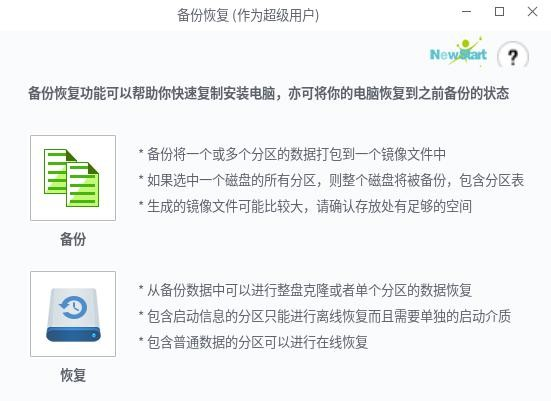 备份恢复 (作为超级用户)
NewStart
?
备份恢复功能可以帮助你快速复制安装电脑，亦可将你的电脑恢复到之前备份的状态
* 备份将一个或多个分区的数据打包到一个镜像文件中
* 如果选中一个磁盘的所有分区，则整个磁盘将被备份，包含分区表
* 生成的镜像文件可能比较大，请确认存放处有足够的空间
备份
* 从备份数据中可以进行整盘克隆或者单个分区的数据恢复
* 包含启动信息的分区只能进行离线恢复而且需要单独的启动介质
* 包含普通数据的分区可以进行在线恢复
恢复